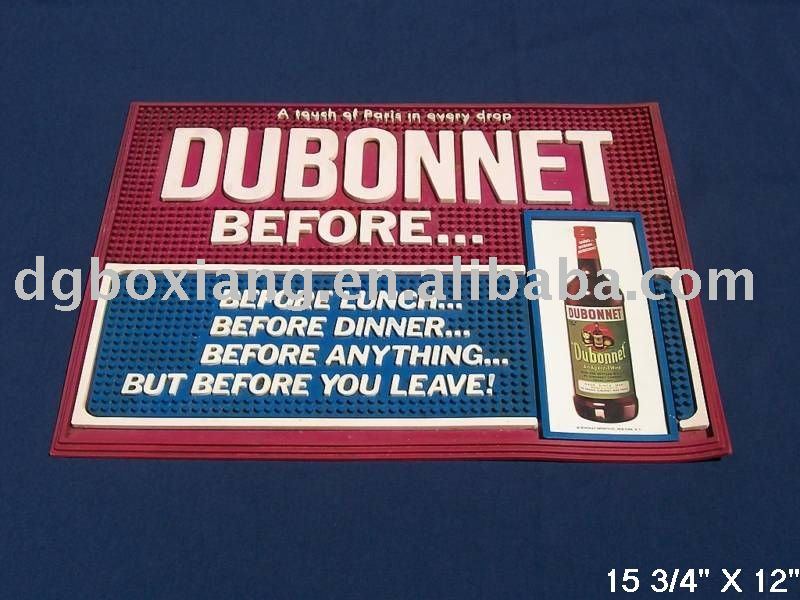 A touch of Paris in every drop
DUBONNET
BEFORE...
dgboxiang.en.alibaba.com
BEFORE LUNCH...
BEFORE DINNER...
BEFORE ANYTHING...
BUT BEFORE YOU LEAVE!
DUBONNET
Dubonnet
15 3/4" X 12"